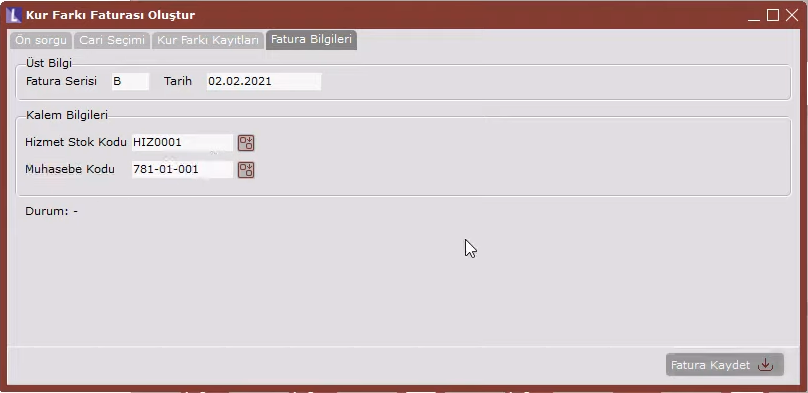 Kur Farkı Faturası Oluştur
Ön sorgu Cari Seçimi Kur Farkı Kayıtları Fatura Bilgileri
Üst Bilgi
Fatura Serisi B Tarih 02.02.2021
Kalem Bilgileri
Hizmet Stok Kodu HIZ0001
Muhasebe Kodu 781-01-001
Durum: -
Fatura Kaydet